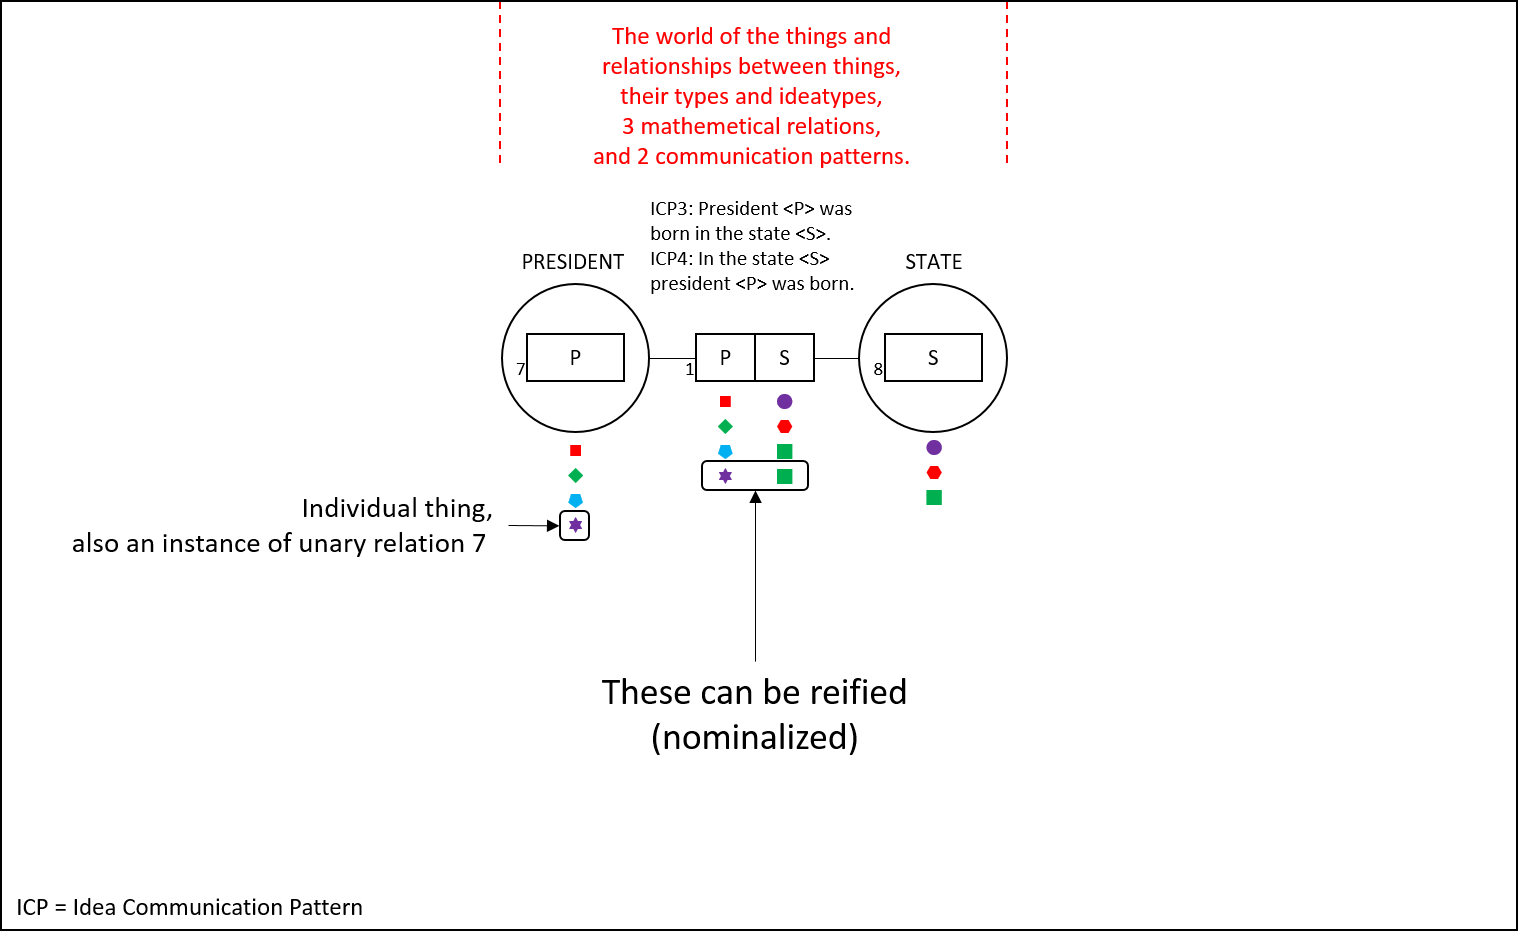 The world of the things and
relationships between things,
their types and ideatypes,
3 mathemetical relations,
and 2 communication patterns.
ICP3: President <P> was
born in the state <S>.
ICP4: In the state <S>
president <P> was born.
PRESIDENT
STATE
7
P
1
P
S
8
S
Individual thing,
also an instance of unary relation 7
These can be reified
(nominalized)
ICP = Idea Communication Pattern